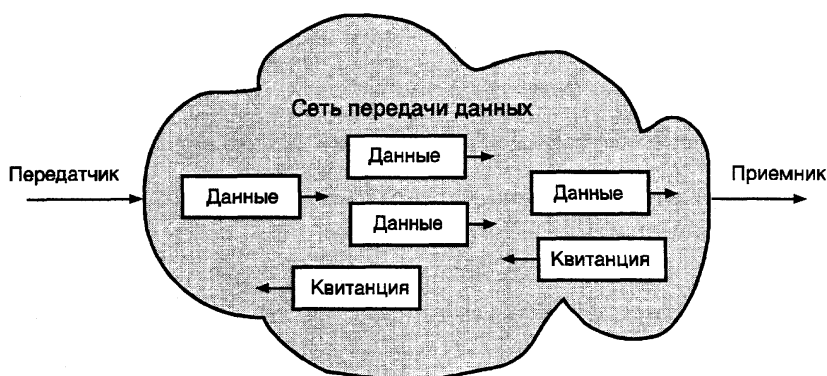 Сеть передачи данных
Передатчик
Данные
Данные
Данные
Данные
Приемник
Квитанция
Квитанция